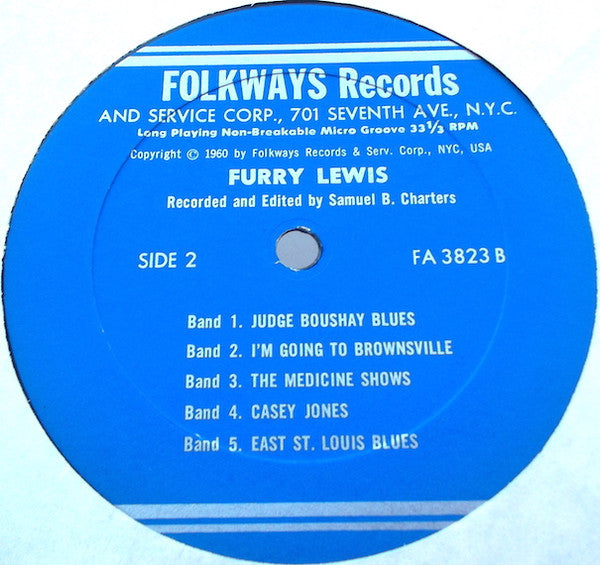 FOLKWAYS Records
AND SERVICE CORP., 701 SEVENTH AVE., N.Y.C.
Long Playing Non-Breakable Micro Groove 33⅓ RPM
Copyright © 1960 by Folkways Records & Serv. Corp., NYC, USA
FURRY LEWIS
Recorded and Edited by Samuel B. Charters
SIDE 2 FA 3823 B
Band 1. JUDGE BOUSHAY BLUES
Band 2. I'M GOING TO BROWNSVILLE
Band 3. THE MEDICINE SHOWS
Band 4. CASEY JONES
Band 5. EAST ST. LOUIS BLUES